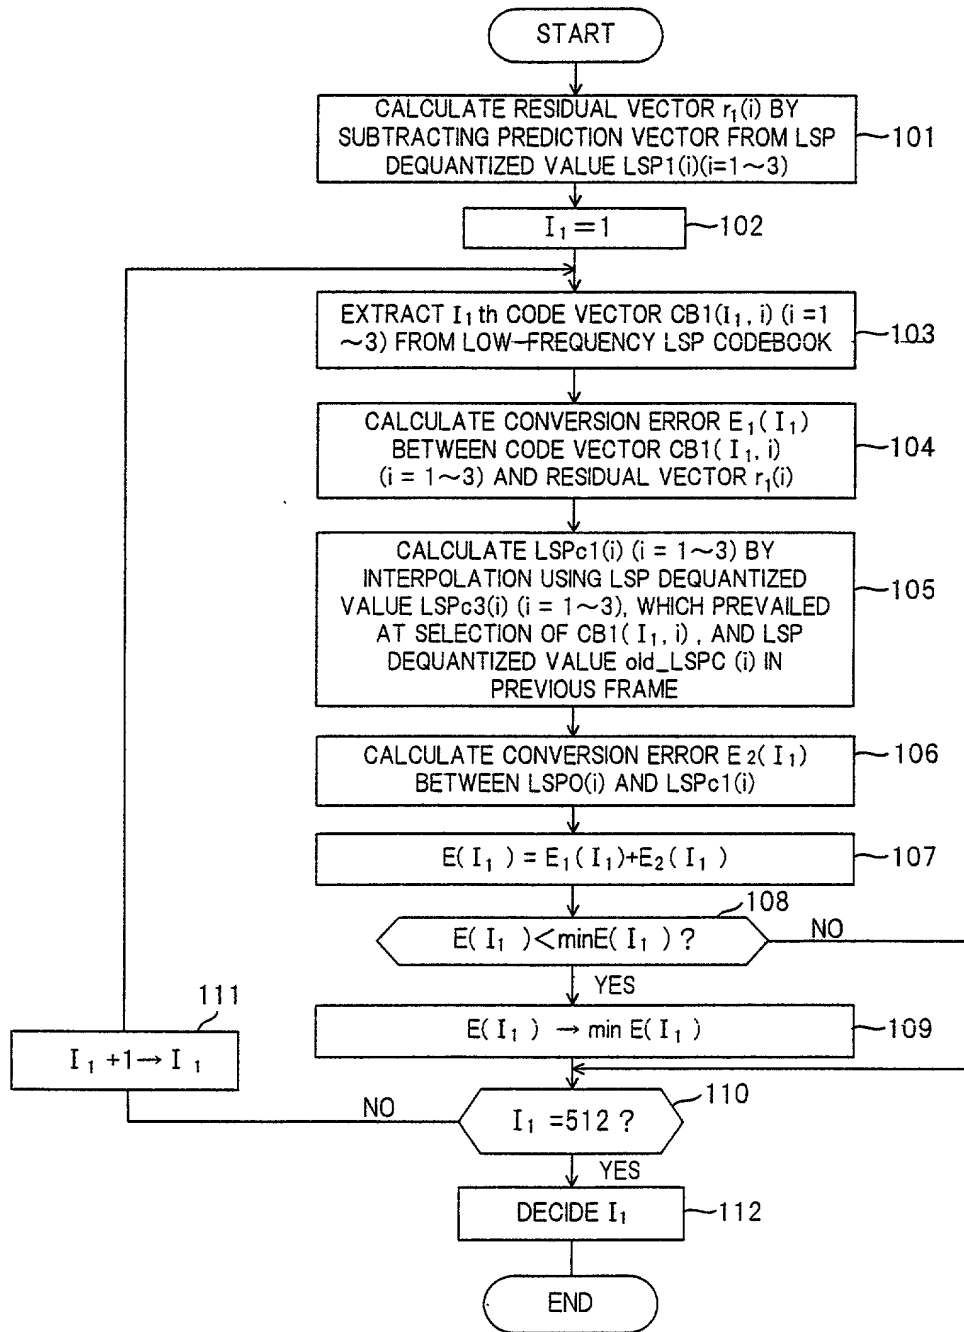 START
CALCULATE RESIDUAL VECTOR r₁(i) BY
SUBTRACTING PREDICTION VECTOR FROM LSP
DEQUANTIZED VALUE LSP1(i)(i=1～3)
101
I₁=1
102
EXTRACT I₁th CODE VECTOR CB1(I₁, i) (i =1
～3) FROM LOW-FREQUENCY LSP CODEBOOK
103
CALCULATE CONVERSION ERROR E₁(I₁)
BETWEEN CODE VECTOR CB1(I₁, i)
(i = 1～3) AND RESIDUAL VECTOR r₁(i)
104
CALCULATE LSPc1(i) (i = 1～3) BY
INTERPOLATION USING LSP DEQUANTIZED
VALUE LSPc3(i) (i = 1～3), WHICH PREVAILED
AT SELECTION OF CB1(I₁, i), AND LSP
DEQUANTIZED VALUE old_LSPC (i) IN
PREVIOUS FRAME
105
CALCULATE CONVERSION ERROR E₂(I₁)
BETWEEN LSP0(i) AND LSPc1(i)
106
E(I₁) = E₁(I₁)+E₂(I₁)
107
108
E(I₁)<minE(I₁)?
NO
YES
E(I₁) → min E(I₁)
109
111
I₁+1→I₁
NO
I₁=512?
110
YES
DECIDE I₁
112
END